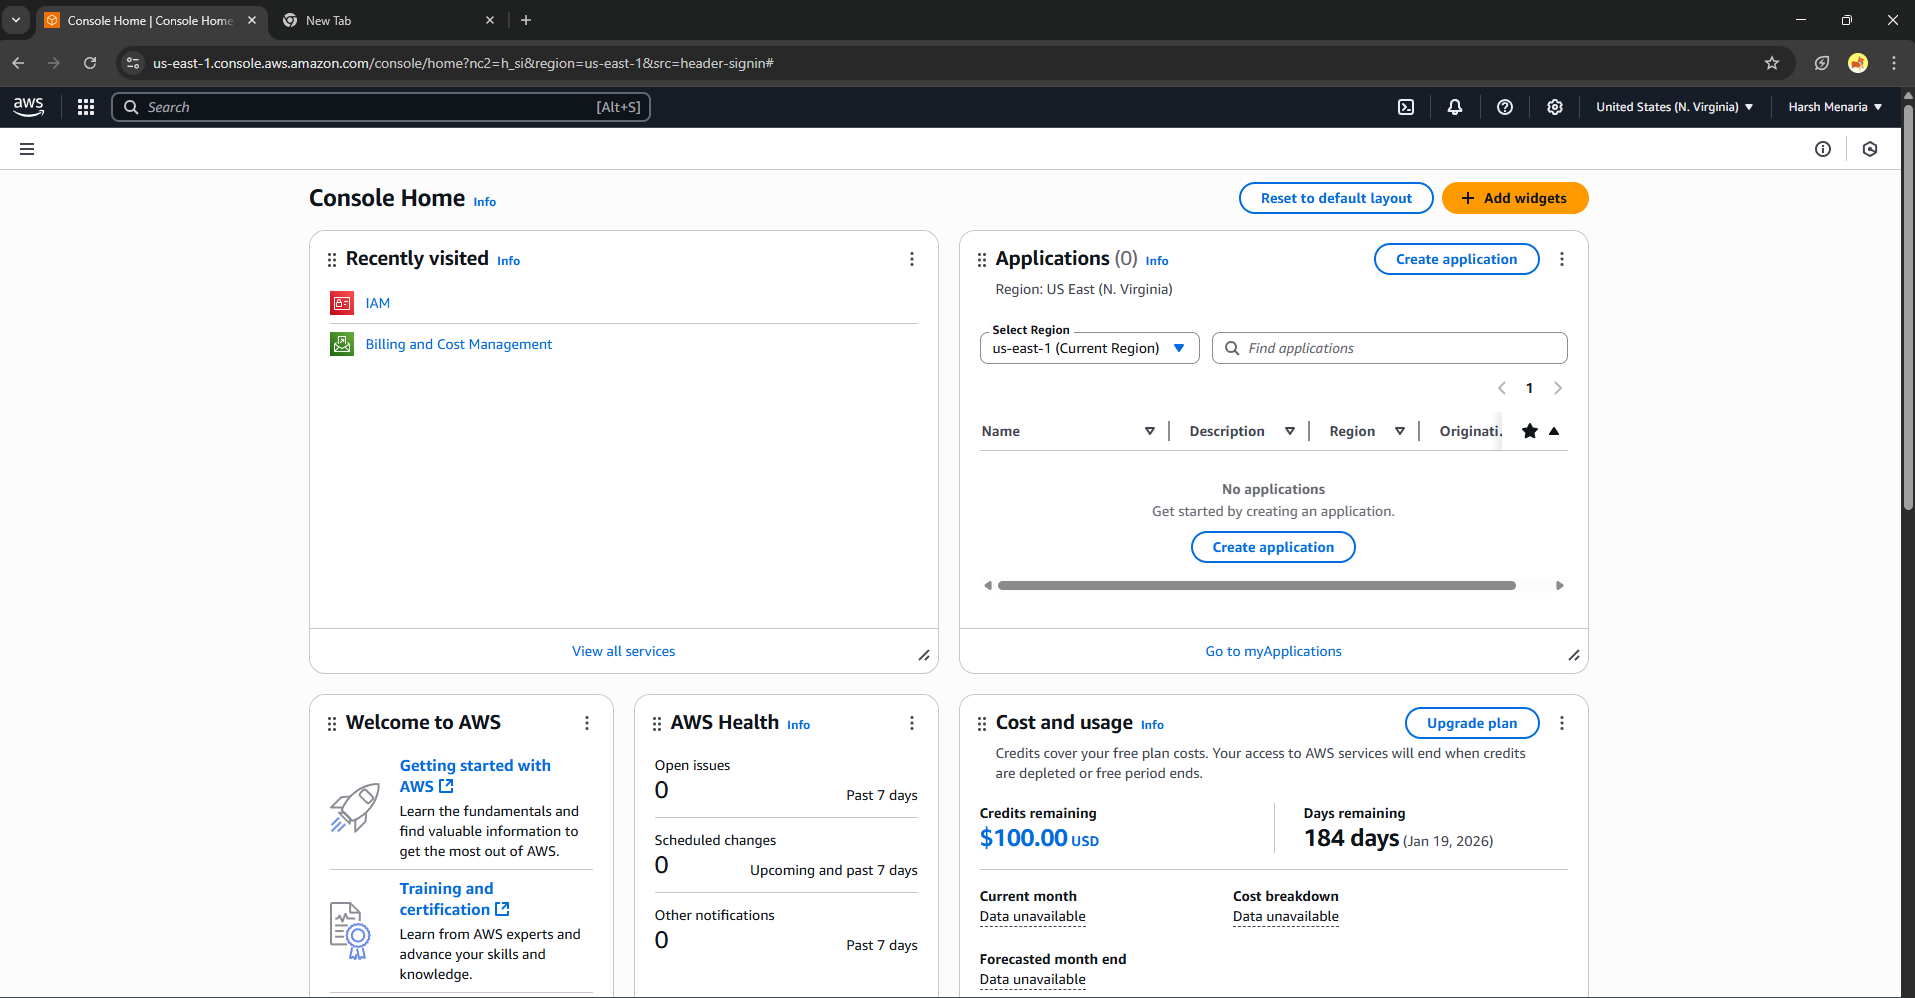 Console Home | Console Home
New Tab
us-east-1.console.aws.amazon.com/console/home?nc2=h_si&region=us-east-1&src=header-signin#
aws
Search
[Alt+S]
United States (N. Virginia)
Harsh Menaria
Console Home Info
Reset to default layout
Add widgets
Recently visited Info
IAM
Billing and Cost Management
View all services
Applications (0) Info
Create application
Region: US East (N. Virginia)
Select Region
us-east-1 (Current Region)
Find applications
1
Name
Description
Region
Originati.
No applications
Get started by creating an application.
Create application
Go to myApplications
Welcome to AWS
Getting started with
AWS
Learn the fundamentals and
find valuable information to
get the most out of AWS.
Training and
certification
Learn from AWS experts and
advance your skills and
knowledge.
AWS Health Info
Open issues
0
Past 7 days
Scheduled changes
0
Upcoming and past 7 days
Other notifications
0
Past 7 days
Cost and usage Info
Upgrade plan
Credits cover your free plan costs. Your access to AWS services will end when credits
are depleted or free period ends.
Credits remaining
$100.00 USD
Days remaining
184 days (Jan 19, 2026)
Current month
Data unavailable
Cost breakdown
Data unavailable
Forecasted month end
Data unavailable